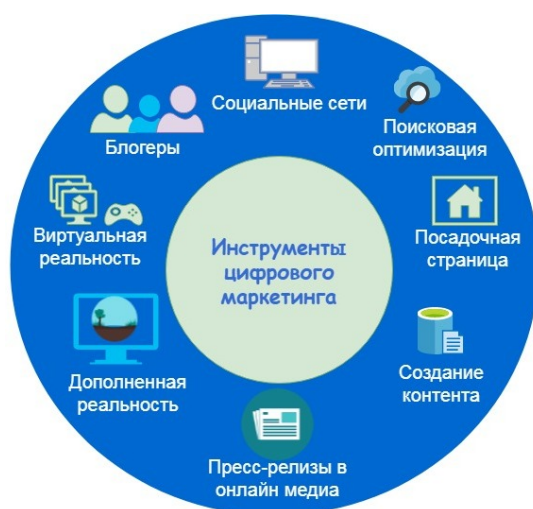 Социальные сети
Поисковая
оптимизация
Посадочная
страница
Создание
контента
Пресс-релизы в
онлайн медиа
Дополненная
реальность
Виртуальная
реальность
Блогеры
Инструменты
цифрового
маркетинга